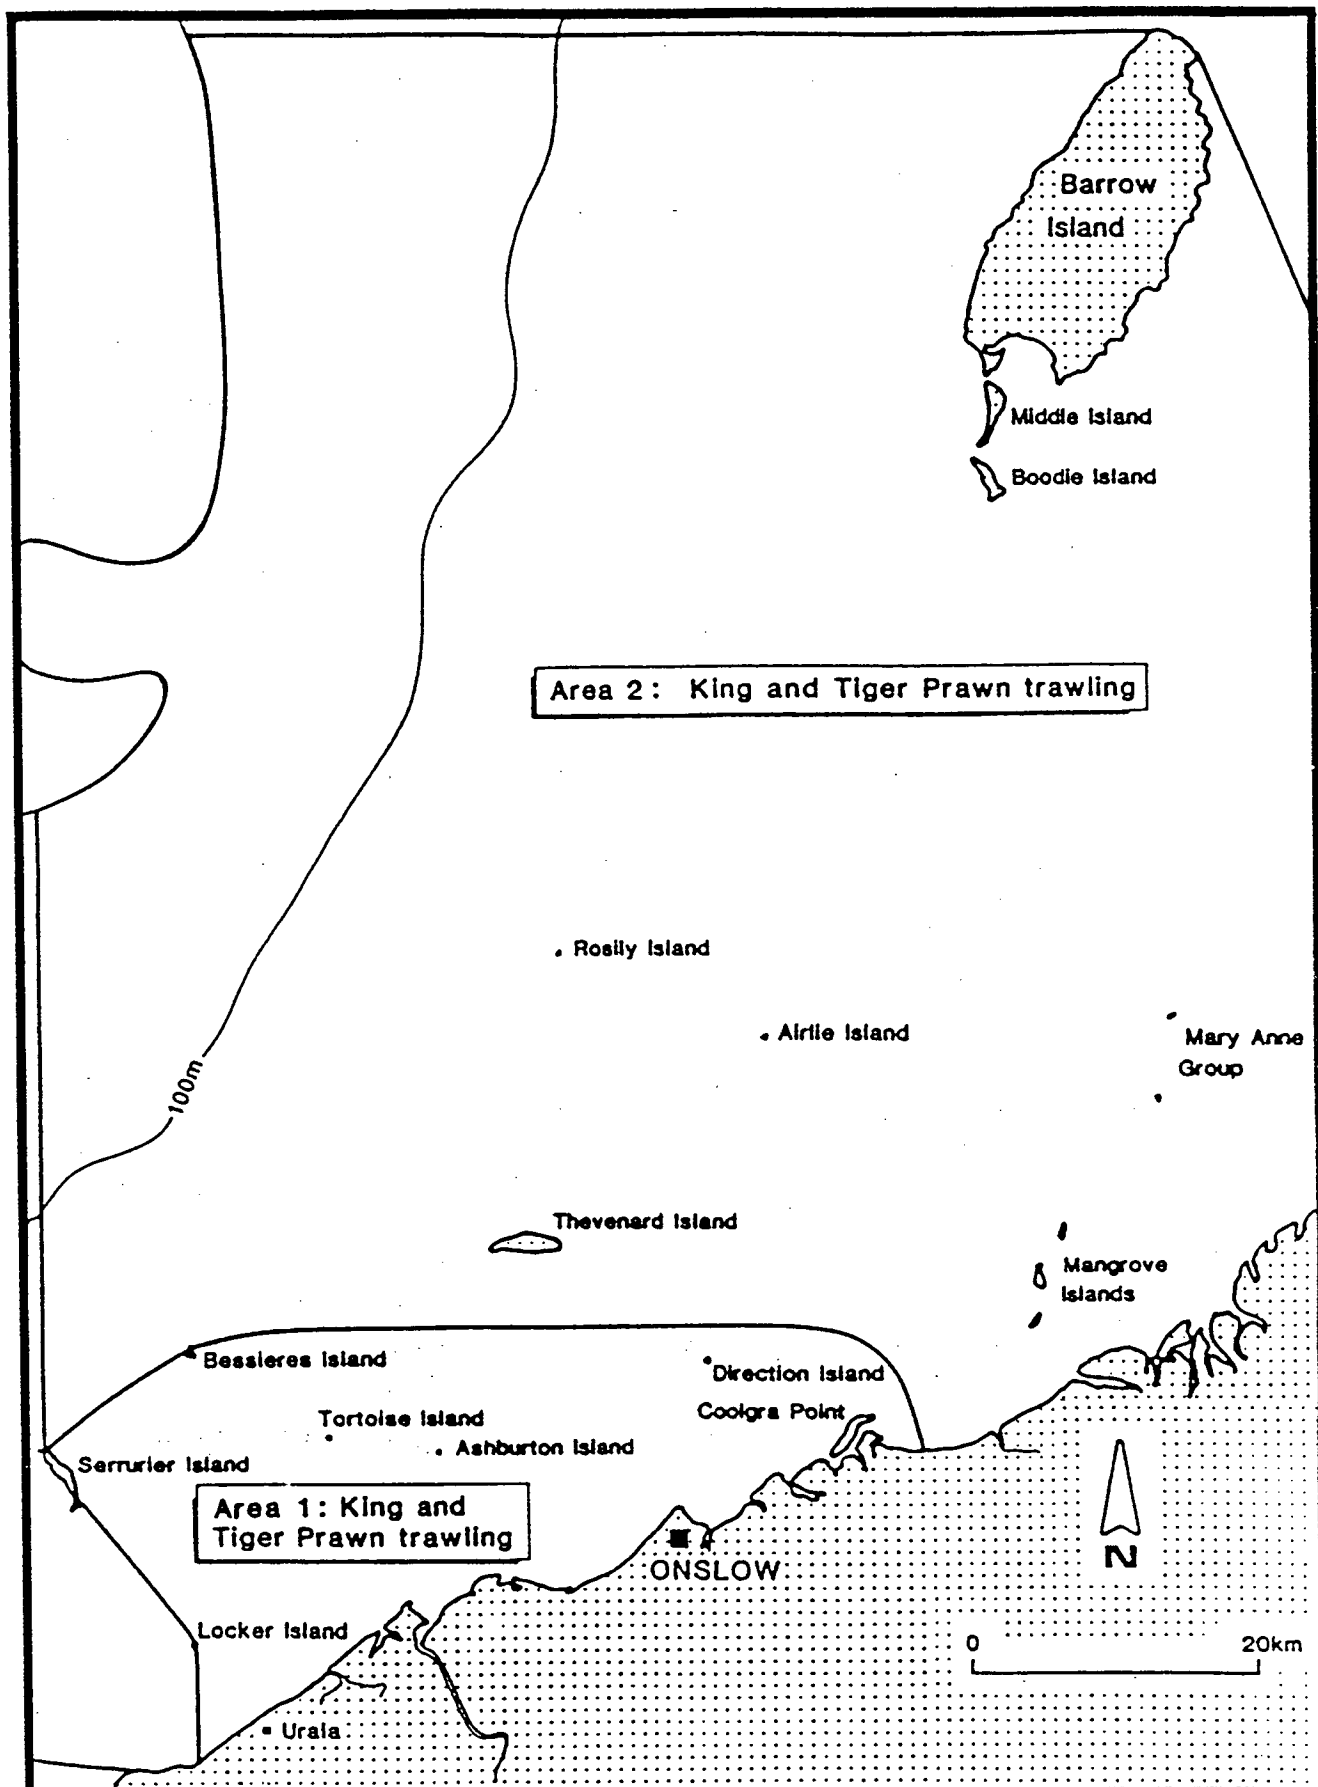 Barrow
Island
Middle Island
Boodie Island
Area 2: King and Tiger Prawn trawling
Rosily Island
Airlie Island
Mary Anne
Group
100m
Thevenard Island
Mangrove
Islands
Bessieres Island
Direction Island
Coolgra Point
Tortoise Island
Ashburton Island
Serrurier Island
Area 1: King and
Tiger Prawn trawling
ONSLOW
N
Locker Island
0 20km
Urala